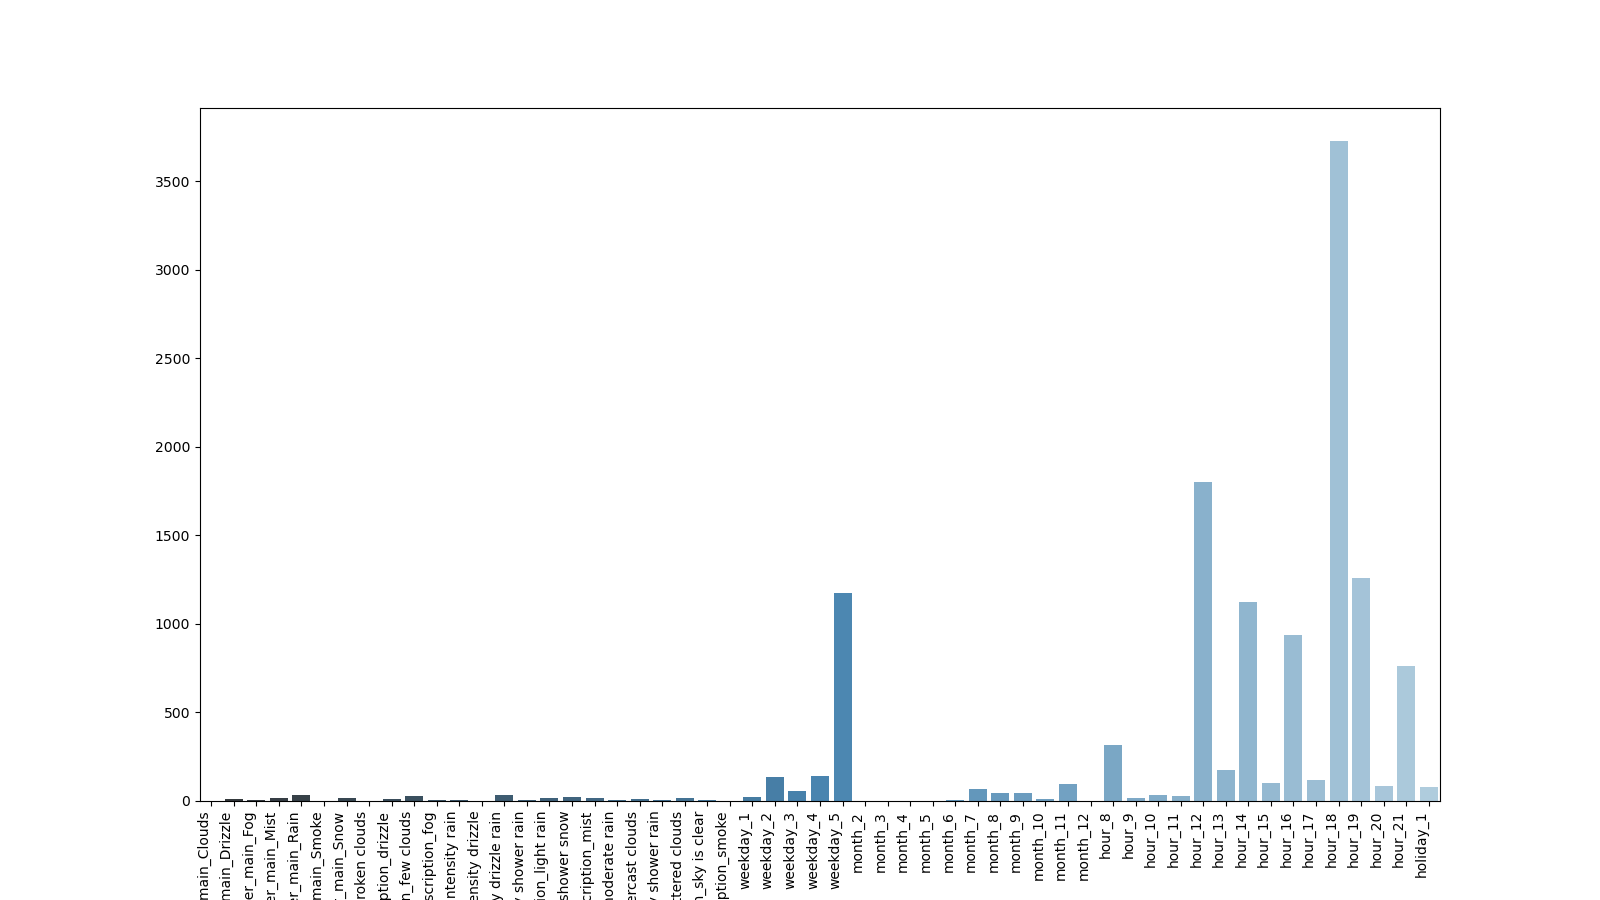 3500
3000
2500
2000
1500
1000
500
0
main_Clouds
main_Drizzle
er_main_Fog
er_main_Mist
er_main_Rain
main_Smoke
r_main_Snow
roken clouds
ption_drizzle
n_few clouds
scription_fog
ntensity rain
ensity drizzle
y drizzle rain
y shower rain
ion_light rain
shower snow
cription_mist
noderate rain
ercast clouds
y shower rain
ttered clouds
n_sky is clear
ption_smoke
weekday_1
weekday_2
weekday_3
weekday_4
weekday_5
month_2
month_3
month_4
month_5
month_6
month_7
month_8
month_9
month_10
month_11
month_12
hour_8
hour_9
hour_10
hour_11
hour_12
hour_13
hour_14
hour_15
hour_16
hour_17
hour_18
hour_19
hour_20
hour_21
holiday_1